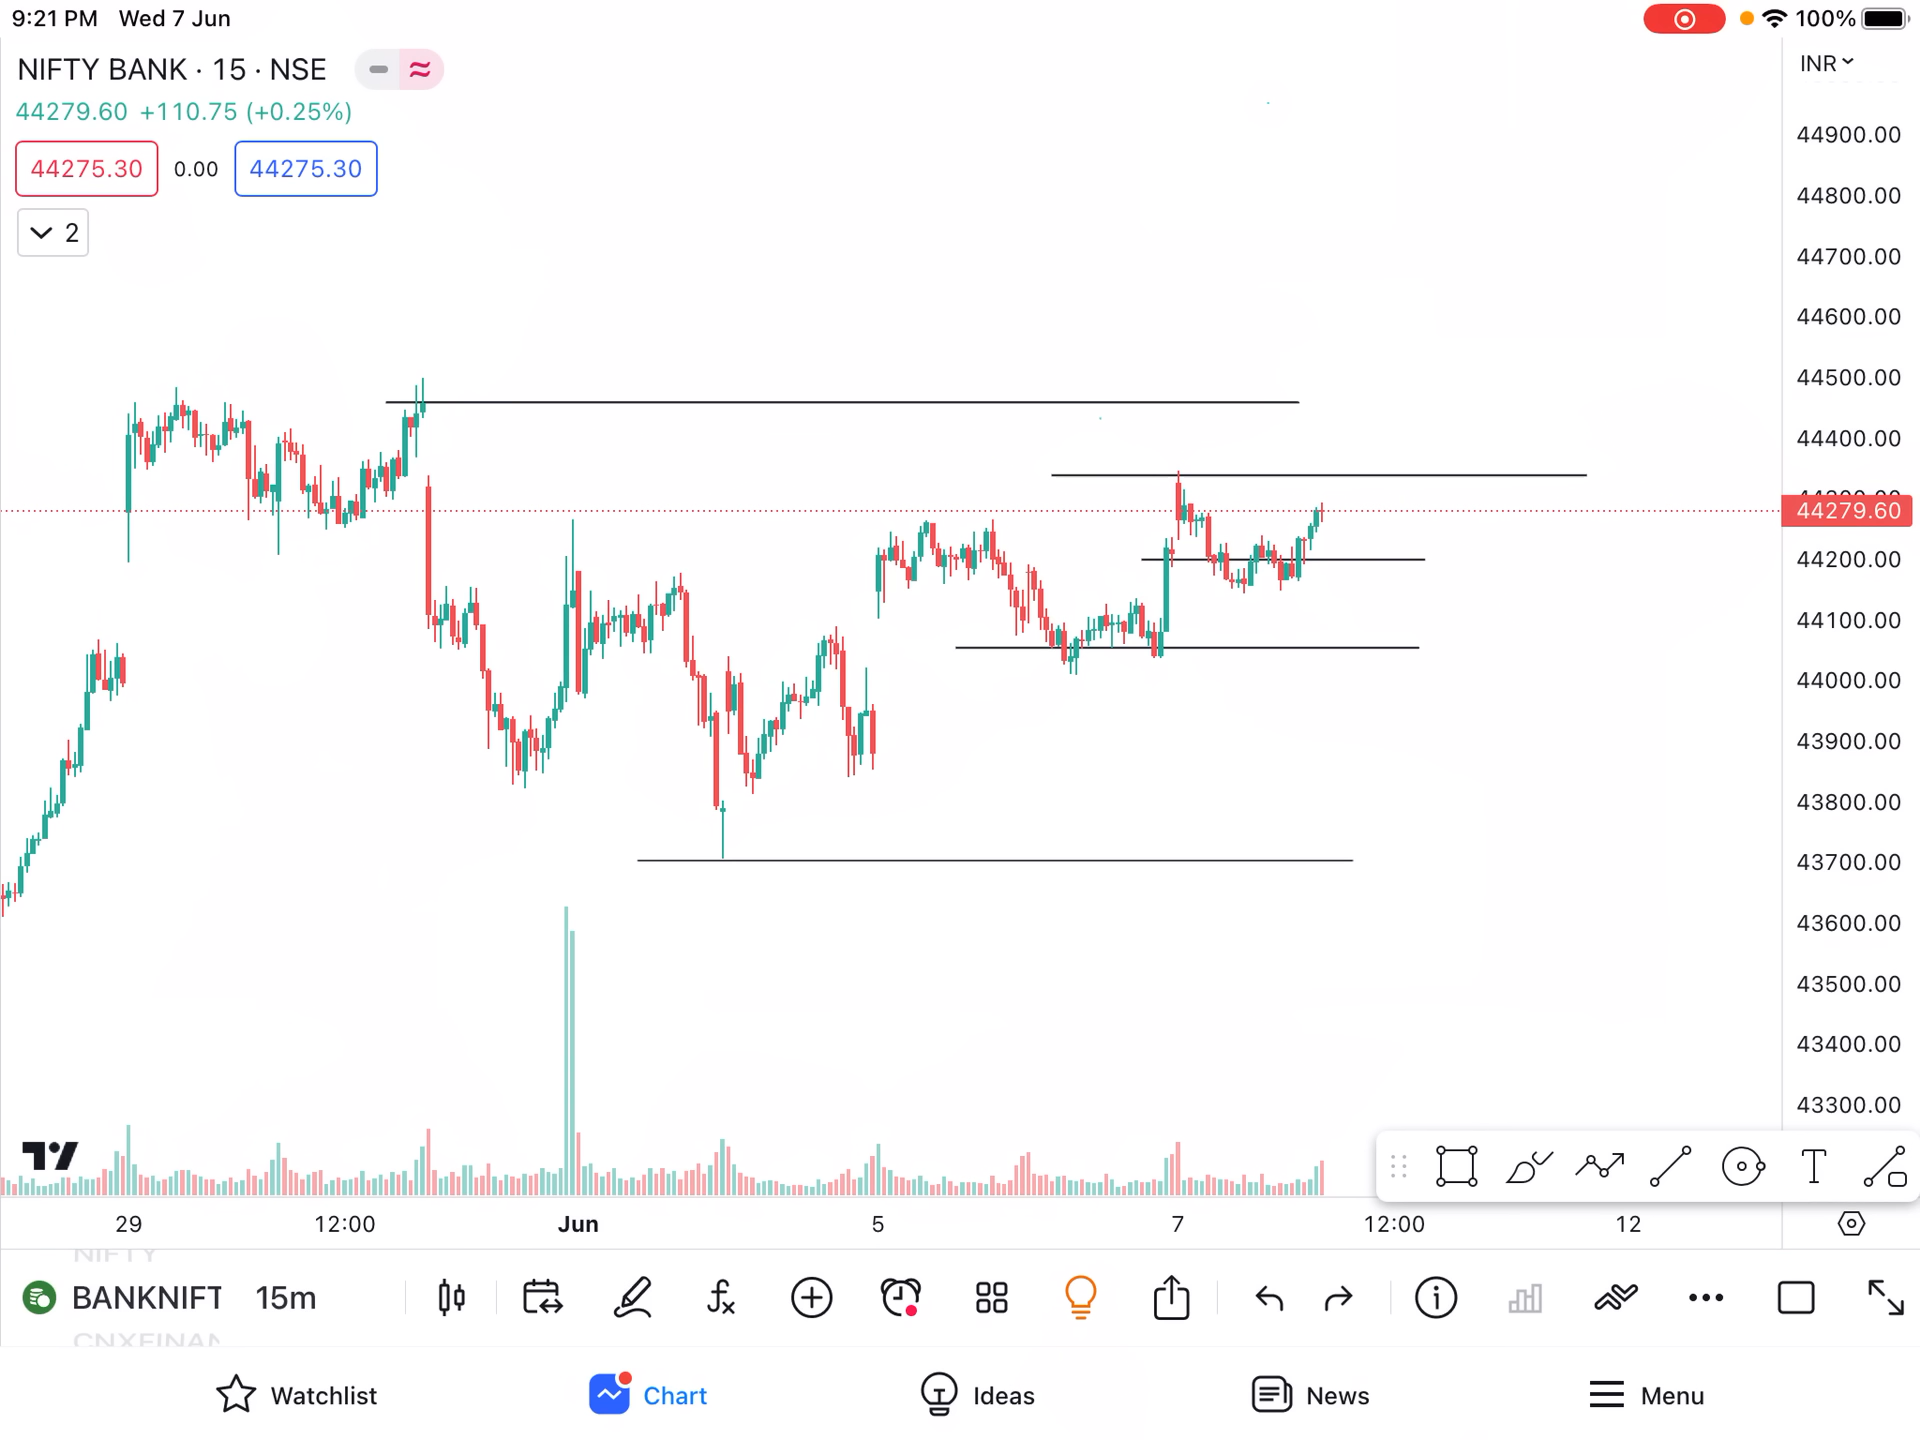 9:21 PM Wed 7 Jun 100%
NIFTY BANK · 15 · NSE
INR
44279.60 +110.75 (+0.25%)
44275.30 0.00 44275.30
2
44900.00
44800.00
44700.00
44600.00
44500.00
44400.00
44279.60
44200.00
44100.00
44000.00
43900.00
43800.00
43700.00
43600.00
43500.00
43400.00
43300.00
29 12:00 Jun 5 7 12:00 12
NIFTY
BANKNIFT 15m
Watchlist Chart Ideas News Menu